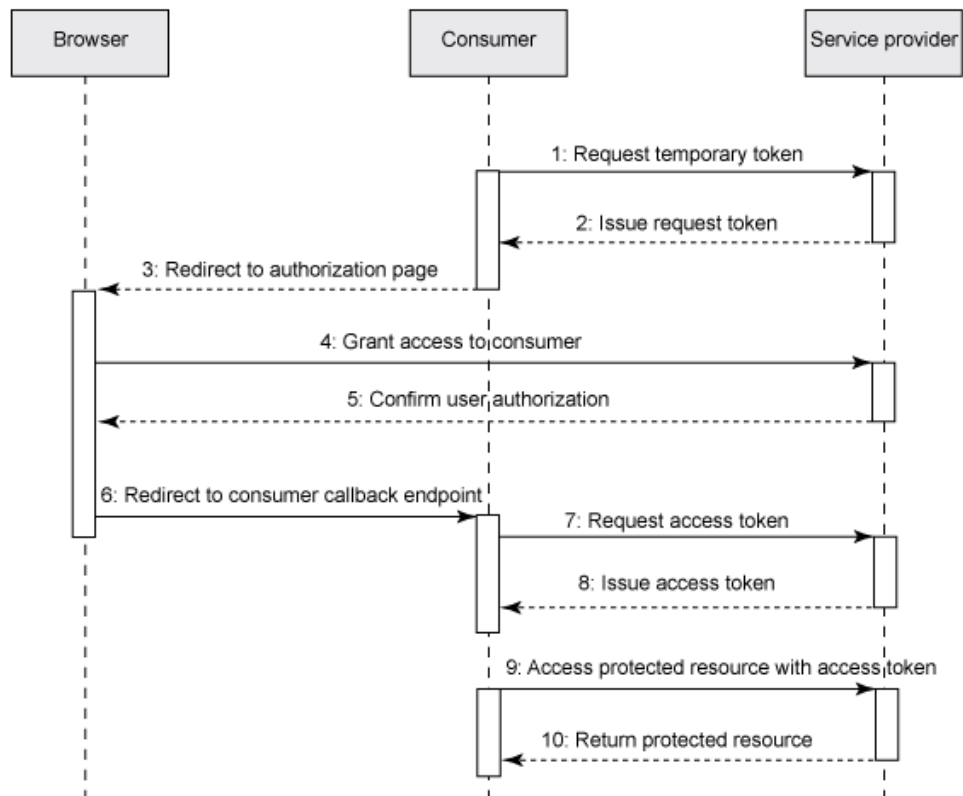 Browser
Consumer
Service provider
1: Request temporary token
2: Issue request token
3: Redirect to authorization page
4: Grant access to consumer
5: Confirm user authorization
6: Redirect to consumer callback endpoint
7: Request access token
8: Issue access token
9: Access protected resource with access token
10: Return protected resource